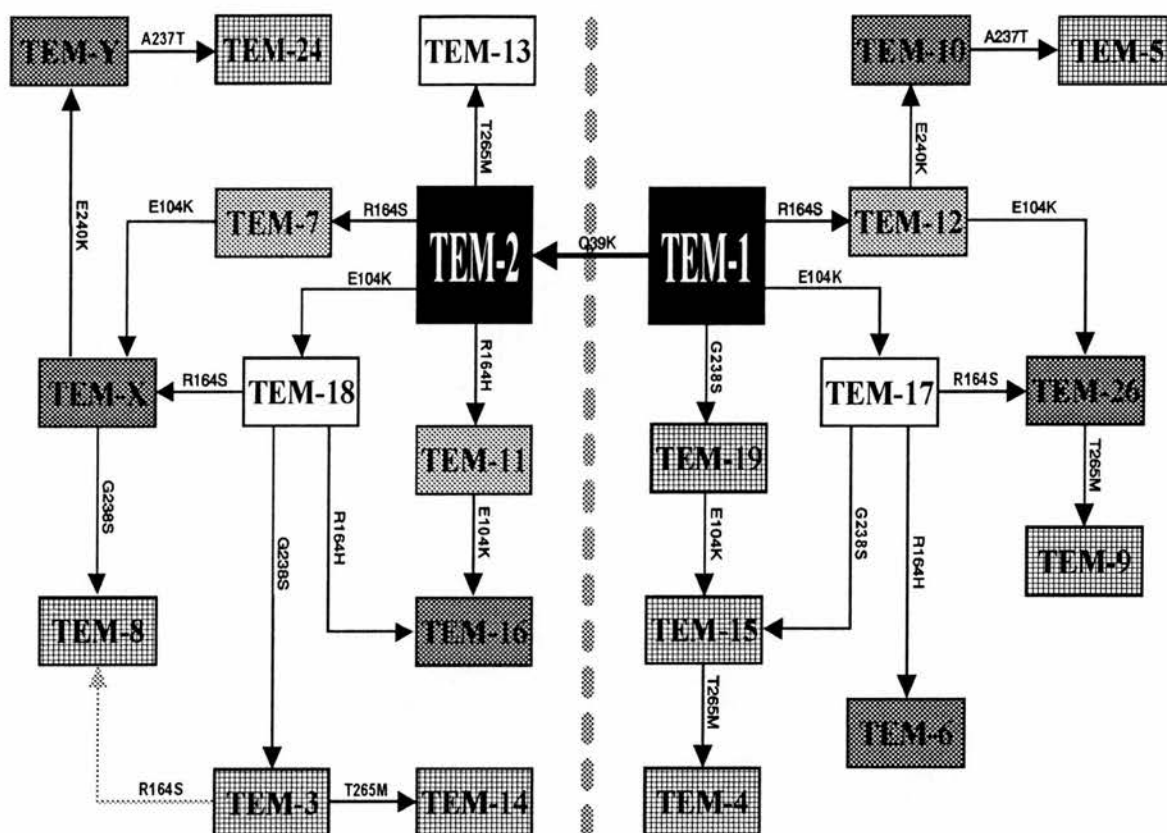 TEM-Y
A237T
TEM-24
TEM-13
TEM-10
A237T
TEM-5
T265M
E240K
E240K
E104K
TEM-7
R164S
TEM-2
Q39K
TEM-1
R164S
TEM-12
E104K
E104K
E104K
R164H
G238S
TEM-X
R164S
TEM-18
TEM-17
R164S
TEM-26
TEM-11
TEM-19
T265M
G238S
G238S
R164H
E104K
E104K
G238S
R164H
TEM-9
TEM-8
TEM-16
TEM-15
T265M
TEM-6
R164S
TEM-3
T265M
TEM-14
TEM-4